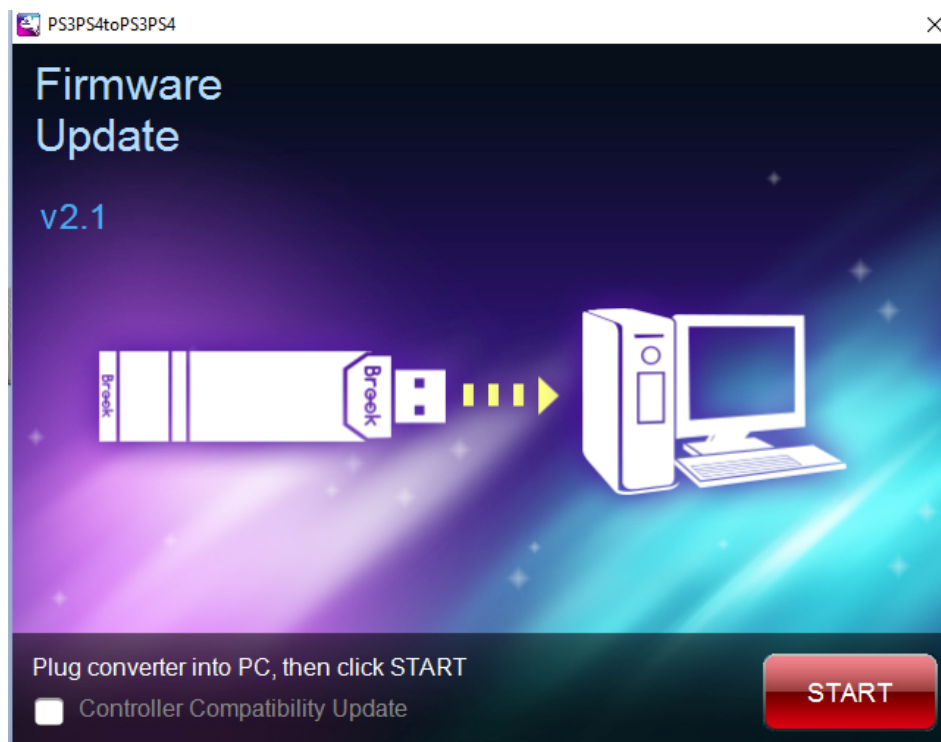 PS3PS4toPS3PS4
Firmware
Update
v2.1
Brook
Brook
Plug converter into PC, then click START
Controller Compatibility Update
START